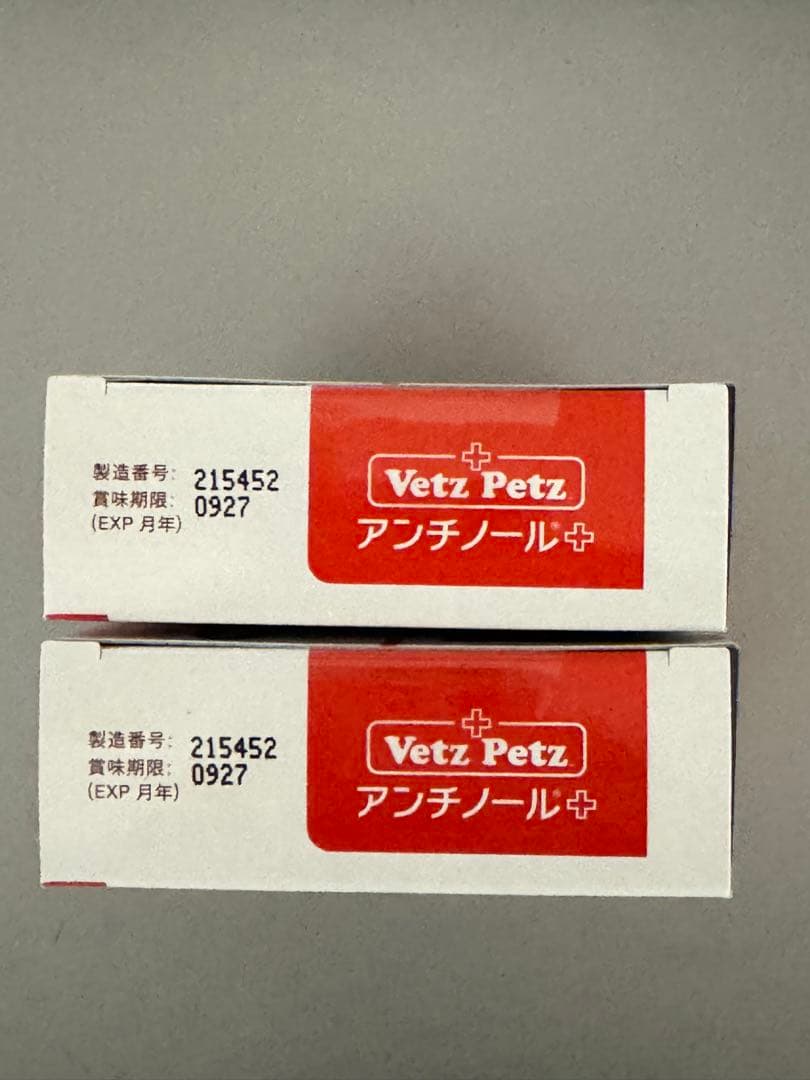 製造番号: 215452
賞味期限: 0927
(EXP 月年)
Vetz Petz
アンチノール®
製造番号: 215452
賞味期限: 0927
(EXP 月年)
Vetz Petz
アンチノール®